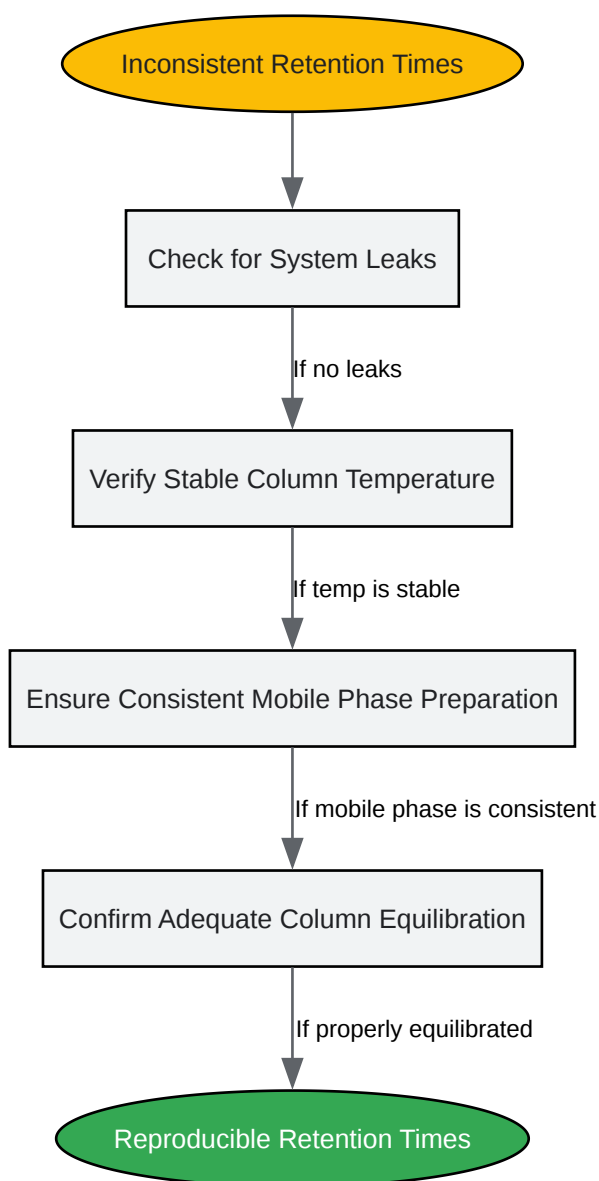 Inconsistent Retention Times
Check for System Leaks
If no leaks
Verify Stable Column Temperature
If temp is stable
Ensure Consistent Mobile Phase Preparation
If mobile phase is consistent
Confirm Adequate Column Equilibration
If properly equilibrated
Reproducible Retention Times